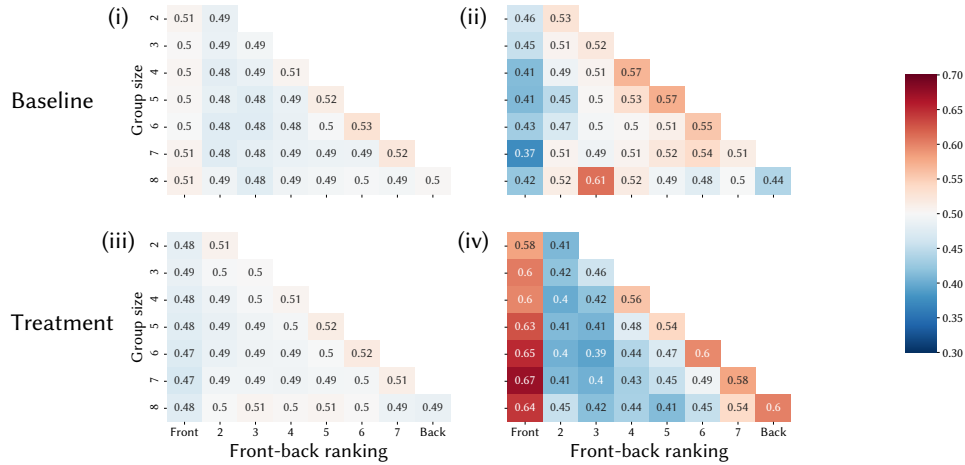 (i)
(ii)
Baseline
Group size
2 0.51 0.49
3 0.5 0.49 0.49
4 0.5 0.48 0.49 0.51
5 0.5 0.48 0.48 0.49 0.52
6 0.5 0.48 0.48 0.48 0.5 0.53
7 0.51 0.48 0.48 0.49 0.49 0.49 0.52
8 0.51 0.49 0.48 0.49 0.49 0.5 0.49 0.5
0.46 0.53
0.45 0.51 0.52
0.41 0.49 0.51 0.57
0.41 0.45 0.5 0.53 0.57
0.43 0.47 0.5 0.5 0.51 0.55
0.37 0.51 0.49 0.51 0.52 0.54 0.51
0.42 0.52 0.61 0.52 0.49 0.48 0.5 0.44
(iii)
(iv)
Treatment
Group size
2 0.48 0.51
3 0.49 0.5 0.5
4 0.48 0.49 0.5 0.51
5 0.48 0.49 0.49 0.5 0.52
6 0.47 0.49 0.49 0.49 0.5 0.52
7 0.47 0.49 0.49 0.49 0.49 0.5 0.51
8 0.48 0.5 0.51 0.5 0.51 0.5 0.49 0.49
Front 2 3 4 5 6 7 Back
Front-back ranking
0.58 0.41
0.6 0.42 0.46
0.6 0.4 0.42 0.56
0.63 0.41 0.41 0.48 0.54
0.65 0.4 0.39 0.44 0.47 0.6
0.67 0.41 0.4 0.43 0.45 0.49 0.58
0.64 0.45 0.42 0.44 0.41 0.45 0.54 0.6
Front 2 3 4 5 6 7 Back
Front-back ranking
0.70
0.65
0.60
0.55
0.50
0.45
0.40
0.35
0.30